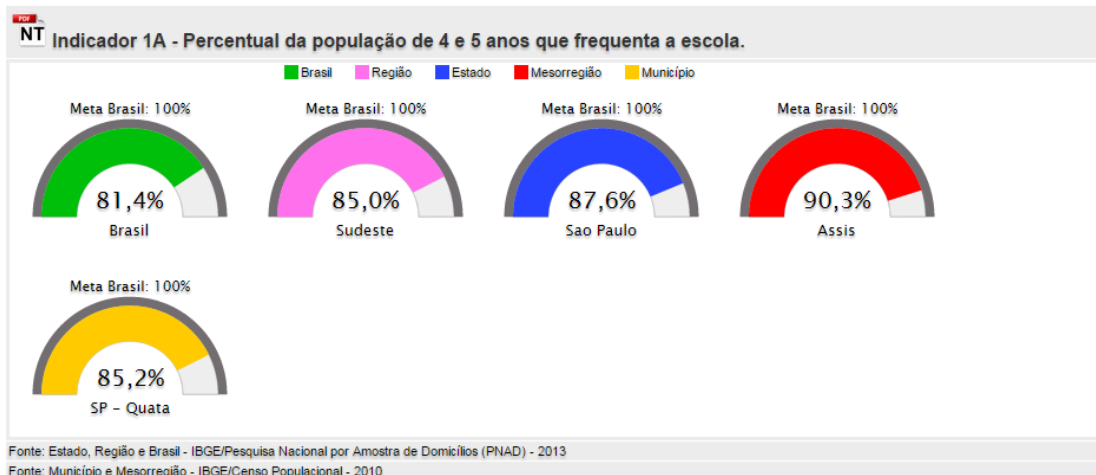 PDF
NT Indicador 1A - Percentual da população de 4 e 5 anos que frequenta a escola.
Brasil Região Estado Mesorregião Município
Meta Brasil: 100% Meta Brasil: 100% Meta Brasil: 100% Meta Brasil: 100%
81,4% 85,0% 87,6% 90,3%
Brasil Sudeste Sao Paulo Assis
Meta Brasil: 100%
85,2%
SP - Quata
Fonte: Estado, Região e Brasil - IBGE/Pesquisa Nacional por Amostra de Domicílios (PNAD) - 2013
Fonte: Município e Mesorregião - IBGE/Censo Populacional - 2010